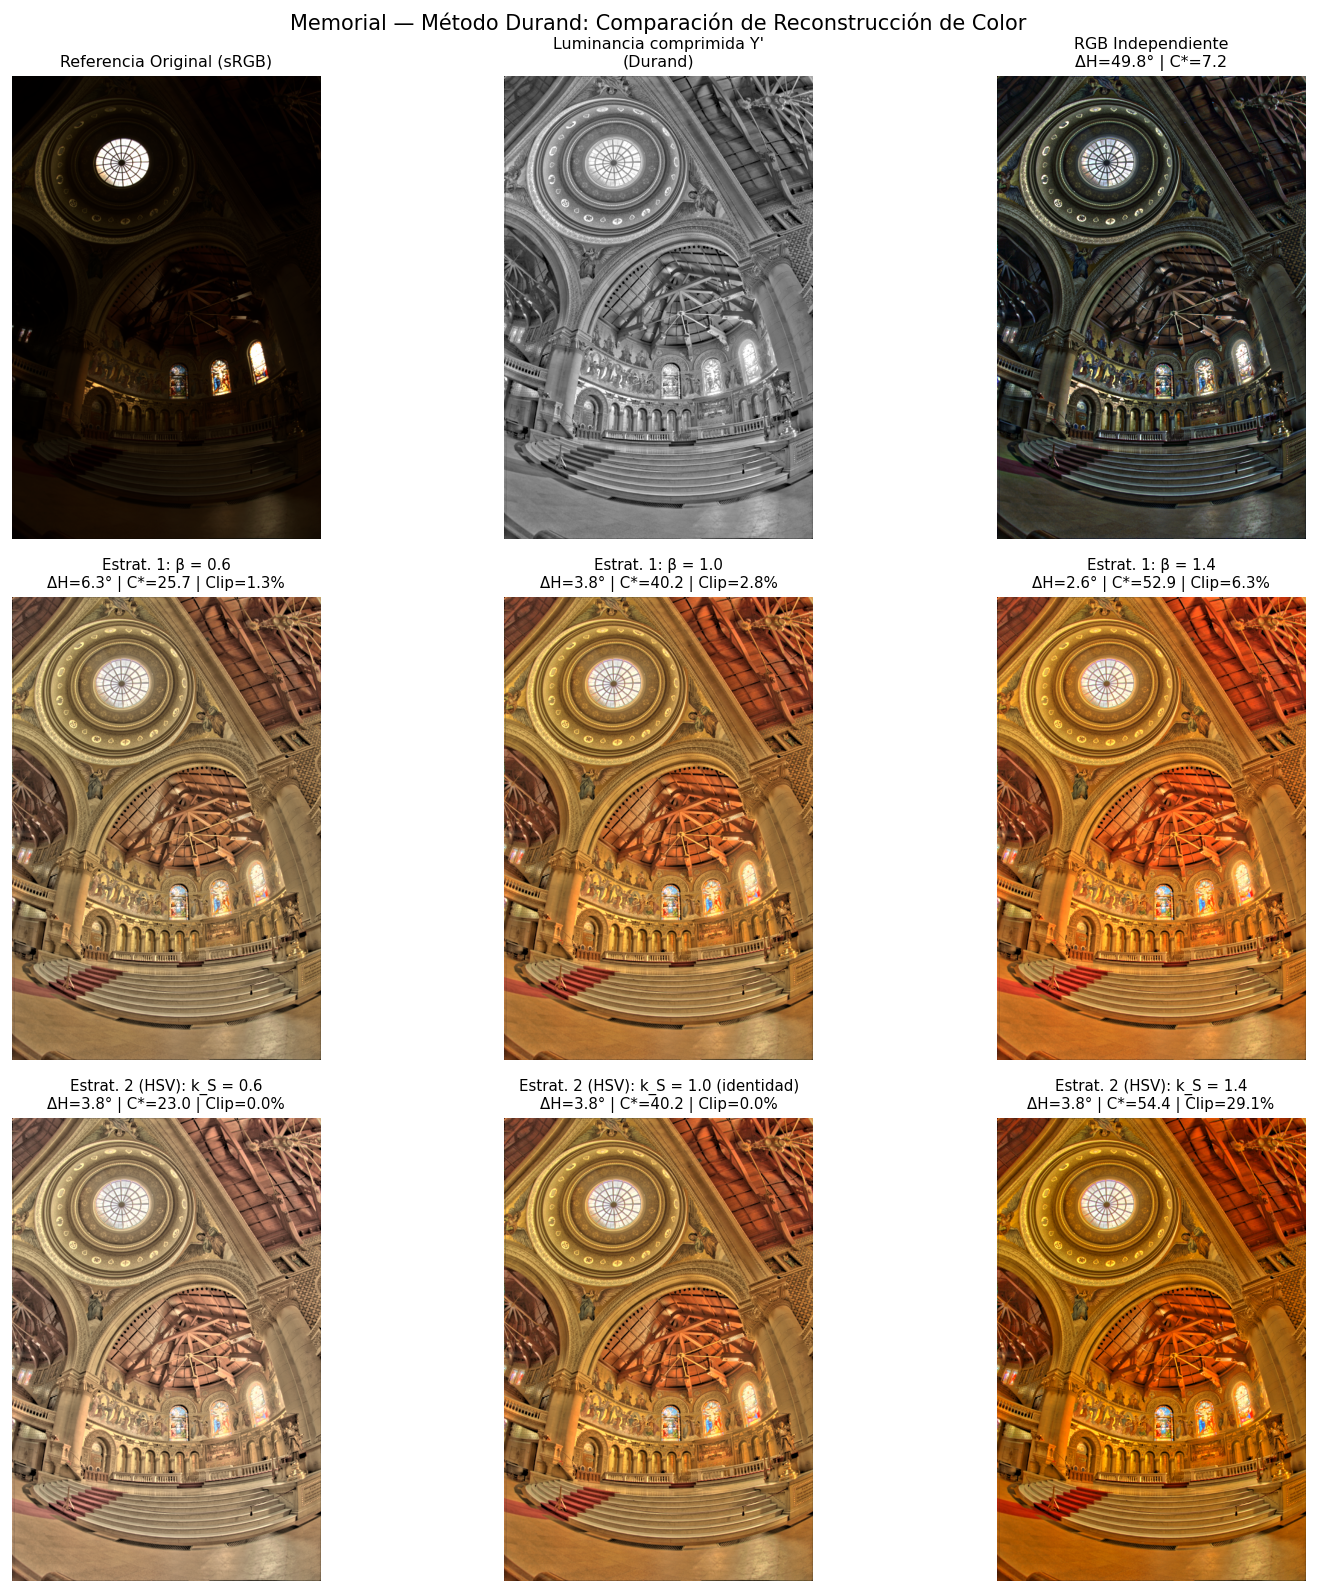 Memorial — Método Durand: Comparación de Reconstrucción de Color
Referencia Original (sRGB)
Luminancia comprimida Y'
(Durand)
RGB Independiente
ΔH=49.8° | C*=7.2
Estrat. 1: β = 0.6
ΔH=6.3° | C*=25.7 | Clip=1.3%
Estrat. 1: β = 1.0
ΔH=3.8° | C*=40.2 | Clip=2.8%
Estrat. 1: β = 1.4
ΔH=2.6° | C*=52.9 | Clip=6.3%
Estrat. 2 (HSV): k_S = 0.6
ΔH=3.8° | C*=23.0 | Clip=0.0%
Estrat. 2 (HSV): k_S = 1.0 (identidad)
ΔH=3.8° | C*=40.2 | Clip=0.0%
Estrat. 2 (HSV): k_S = 1.4
ΔH=3.8° | C*=54.4 | Clip=29.1%